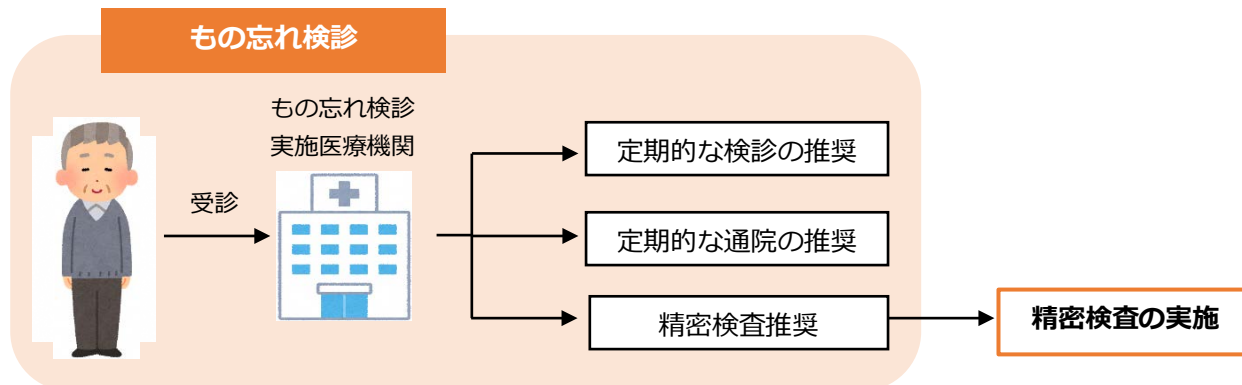 もの忘れ検診
もの忘れ検診
実施医療機関
受診
定期的な検診の推奨
定期的な通院の推奨
精密検査推奨
精密検査の実施